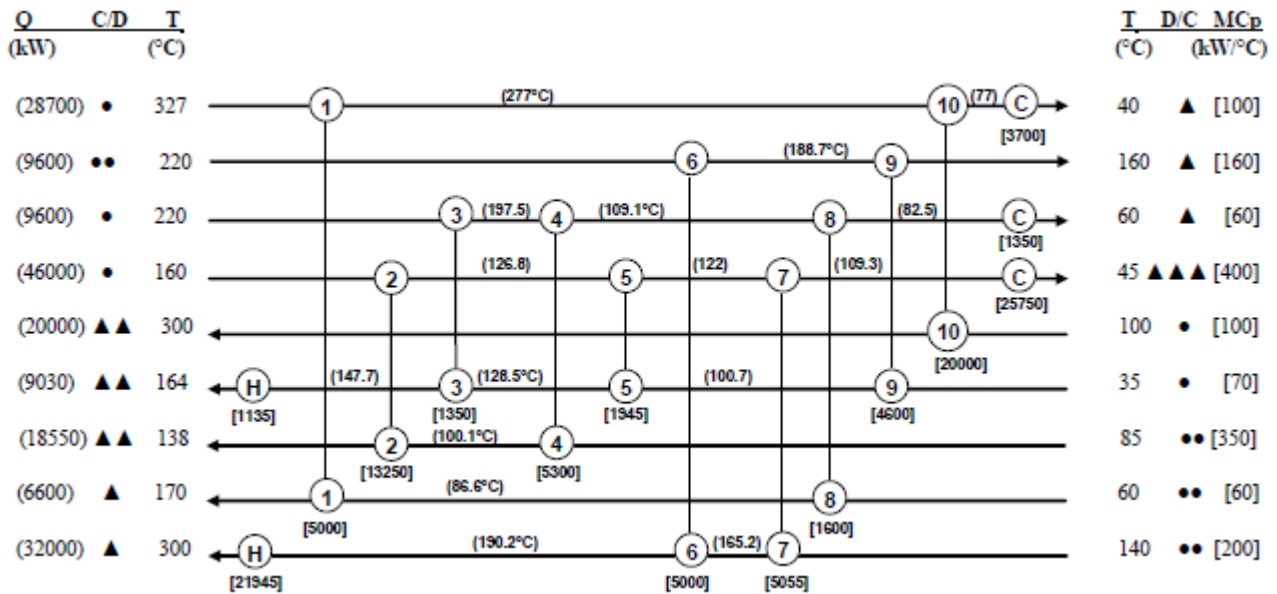 Q C/D T T D/C MCp
(kW) (°C) (°C) (kW/°C)
(28700) ● 327 1 (277°C) 10 (77) C 40 ▲ [100]
[3700]
(9600) ●● 220 6 (188.7°C) 9 160 ▲ [160]
(9600) ● 220 3 (197.5) 4 (109.1°C) 8 (82.5) C 60 ▲ [60]
[1350]
(46000) ● 160 2 (126.8) 5 (122) 7 (109.3) C 45 ▲▲▲ [400]
[25750]
(20000) ▲▲ 300 10 100 ● [100]
[20000]
(9030) ▲▲ 164 H (147.7) 3 (128.5°C) 5 (100.7) 9 35 ● [70]
[1135] [1350] [1945] [4600]
(18550) ▲▲ 138 2 (100.1°C) 4 85 ●● [350]
[13250] [5300]
(6600) ▲ 170 1 (86.6°C) 8 60 ●● [60]
[5000] [1600]
(32000) ▲ 300 H (190.2°C) 6 (165.2) 7 140 ●● [200]
[21945] [5000] [5055]